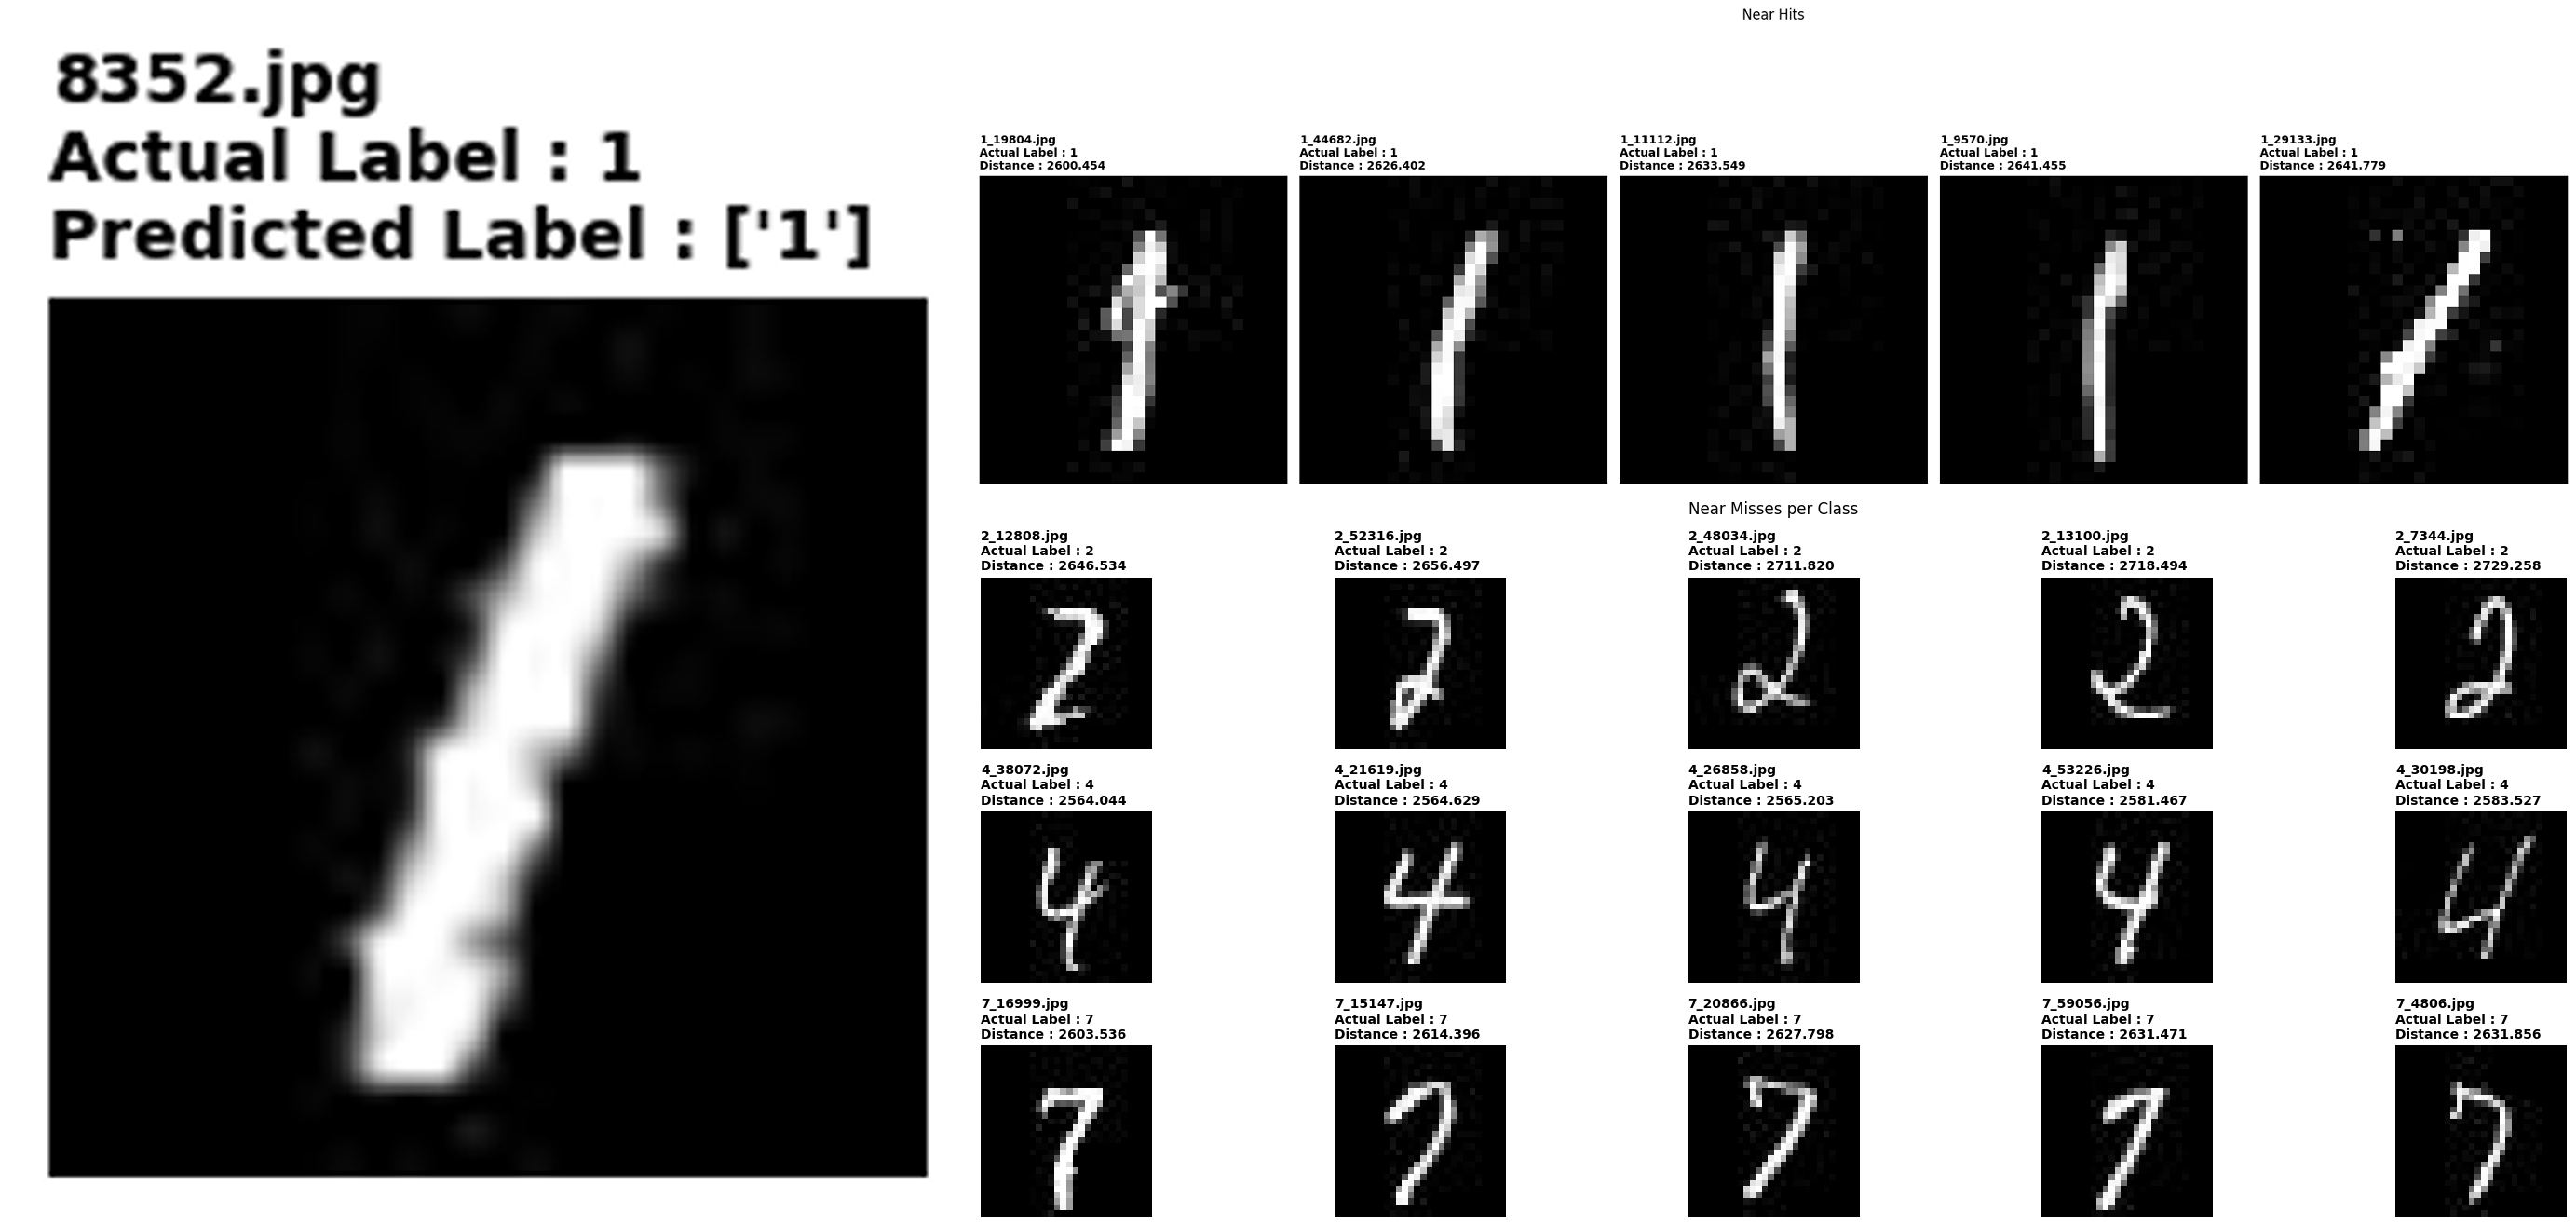 8352.jpg
Actual Label : 1
Predicted Label : ['1']
Near Hits
1_19804.jpg
Actual Label : 1
Distance : 2600.454
1_44682.jpg
Actual Label : 1
Distance : 2626.402
1_11112.jpg
Actual Label : 1
Distance : 2633.549
1_9570.jpg
Actual Label : 1
Distance : 2641.455
1_29133.jpg
Actual Label : 1
Distance : 2641.779
Near Misses per Class
2_12808.jpg
Actual Label : 2
Distance : 2646.534
2_52316.jpg
Actual Label : 2
Distance : 2656.497
2_48034.jpg
Actual Label : 2
Distance : 2711.820
2_13100.jpg
Actual Label : 2
Distance : 2718.494
2_7344.jpg
Actual Label : 2
Distance : 2729.258
4_38072.jpg
Actual Label : 4
Distance : 2564.044
4_21619.jpg
Actual Label : 4
Distance : 2564.629
4_26858.jpg
Actual Label : 4
Distance : 2565.203
4_53226.jpg
Actual Label : 4
Distance : 2581.467
4_30198.jpg
Actual Label : 4
Distance : 2583.527
7_16999.jpg
Actual Label : 7
Distance : 2603.536
7_15147.jpg
Actual Label : 7
Distance : 2614.396
7_20866.jpg
Actual Label : 7
Distance : 2627.798
7_59056.jpg
Actual Label : 7
Distance : 2631.471
7_4806.jpg
Actual Label : 7
Distance : 2631.856